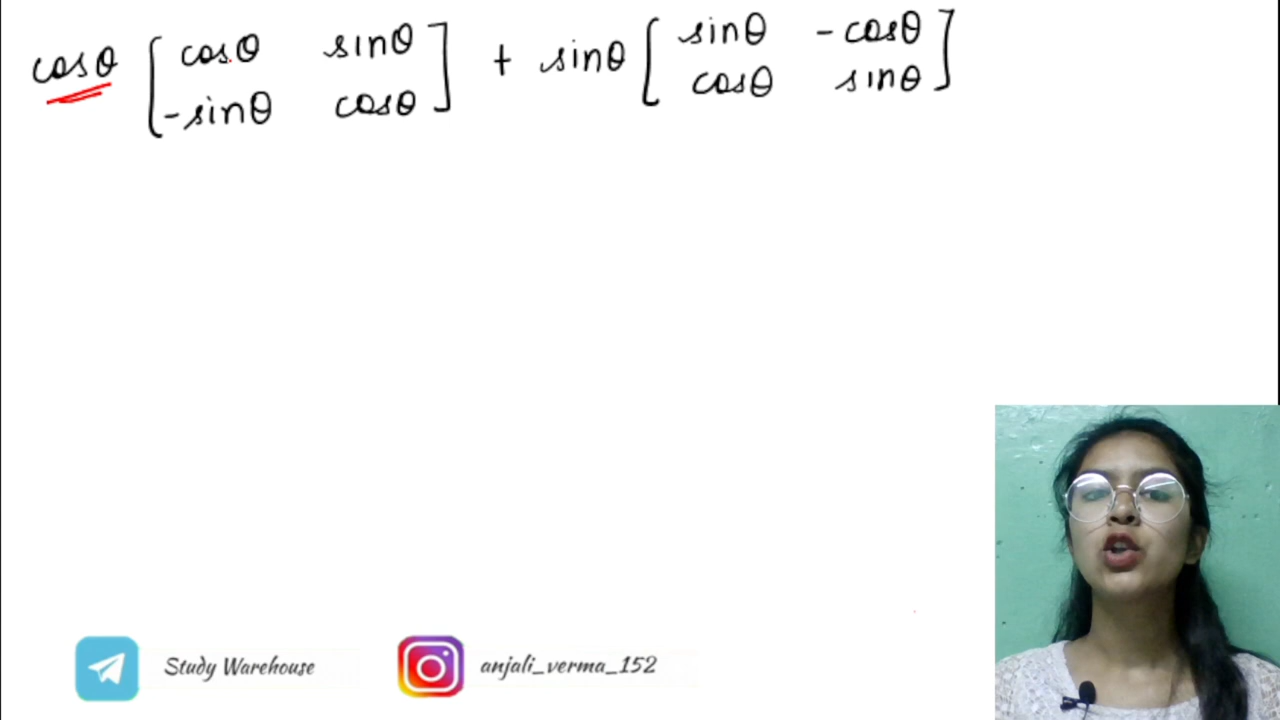 cosθ [ cosθ sinθ ] + sinθ [ sinθ -cosθ ]
-sinθ cosθ cosθ sinθ
Study Warehouse anjali_verma_152